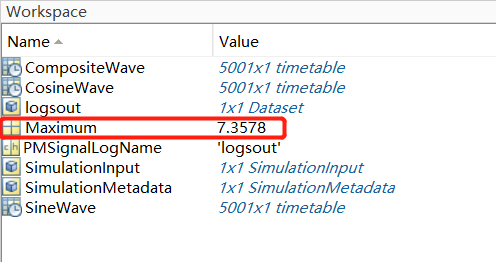 Workspace
Name Value
CompositeWave 5001x1 timetable
CosineWave 5001x1 timetable
logsout 1x1 Dataset
Maximum 7.3578
ch PMSignalLogName 'logsout'
SimulationInput 1x1 SimulationInput
SimulationMetadata 1x1 SimulationMetadata
SineWave 5001x1 timetable